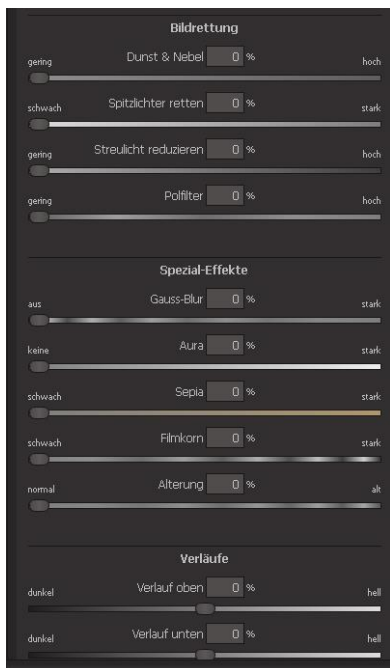 Bildrettung
Dunst & Nebel 0 %
gering hoch
Spitzlichter retten 0 %
schwach stark
Streulicht reduzieren 0 %
gering hoch
Polfilter 0 %
gering hoch
Spezial-Effekte
Gauss-Blur 0 %
aus stark
Aura 0 %
keine stark
Sepia 0 %
schwach stark
Filmkorn 0 %
schwach stark
Alterung 0 %
normal alt
Verläufe
Verlauf oben 0 %
dunkel hell
Verlauf unten 0 %
dunkel hell